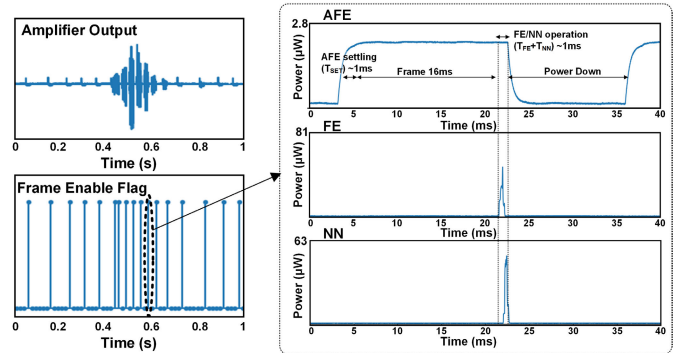 Amplifier Output
0 0.2 0.4 0.6 0.8 1
Time (s)
Frame Enable Flag
0 0.2 0.4 0.6 0.8 1
Time (s)
AFE
2.8
Power (µW)
AFE settling
(TSET) ~1ms
Frame 16ms
FE/NN operation
(TFE+TNN) ~1ms
Power Down
0 5 10 15 20 25 30 35 40
Time (ms)
FE
81
Power (µW)
0 5 10 15 20 25 30 35 40
Time (ms)
NN
63
Power (µW)
0 5 10 15 20 25 30 35 40
Time (ms)